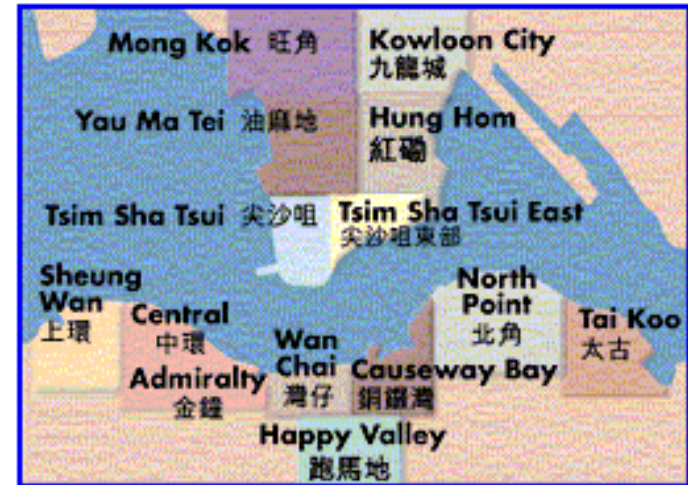 Mong Kok 旺角
Kowloon City
九龍城
Yau Ma Tei 油麻地
Hung Hom
紅磡
Tsim Sha Tsui 尖沙咀
Tsim Sha Tsui East
尖沙咀東部
Sheung
Wan
上環
Central
中環
Admiralty
金鐘
Wan
Chai
灣仔
Causeway Bay
銅鑼灣
North
Point
北角
Tai Koo
太古
Happy Valley
跑馬地